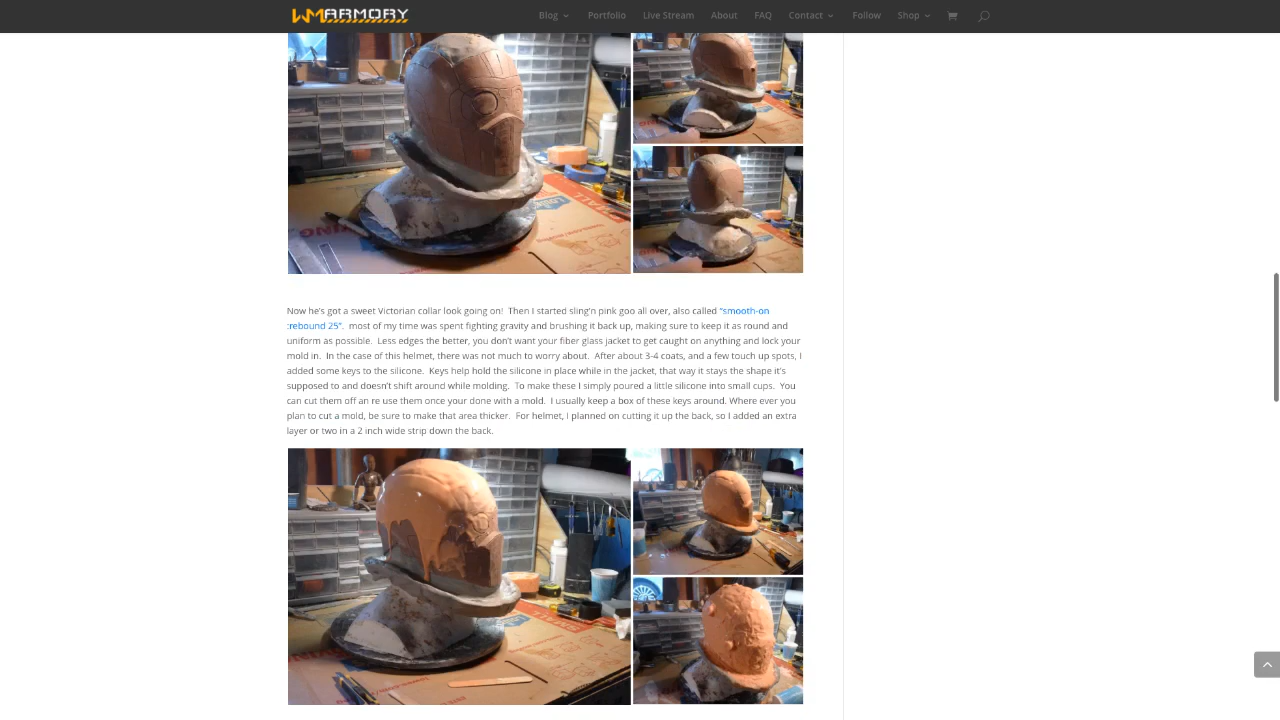 WMARMORY
Blog
Portfolio
Live Stream
About
FAQ
Contact
Follow
Shop
Now he's got a sweet Victorian collar look going on!  Then I started sling'n pink goo all over, also called "smooth-on
:rebound 25".  most of my time was spent fighting gravity and brushing it back up, making sure to keep it as round and
uniform as possible.  Less edges the better, you don't want your fiber glass jacket to get caught on anything and lock your
mold in.  In the case of this helmet, there was not much to worry about.  After about 3-4 coats, and a few touch up spots, I
added some keys to the silicone.  Keys help hold the silicone in place while in the jacket, that way it stays the shape it's
supposed to and doesn't shift around while molding.  To make these I simply poured a little silicone into small cups.  You
can cut them off an re use them once your done with a mold.  I usually keep a box of these keys around. Where ever you
plan to cut a mold, be sure to make that area thicker.  For helmet, I planned on cutting it up the back, so I added an extra
layer or two in a 2 inch wide strip down the back.